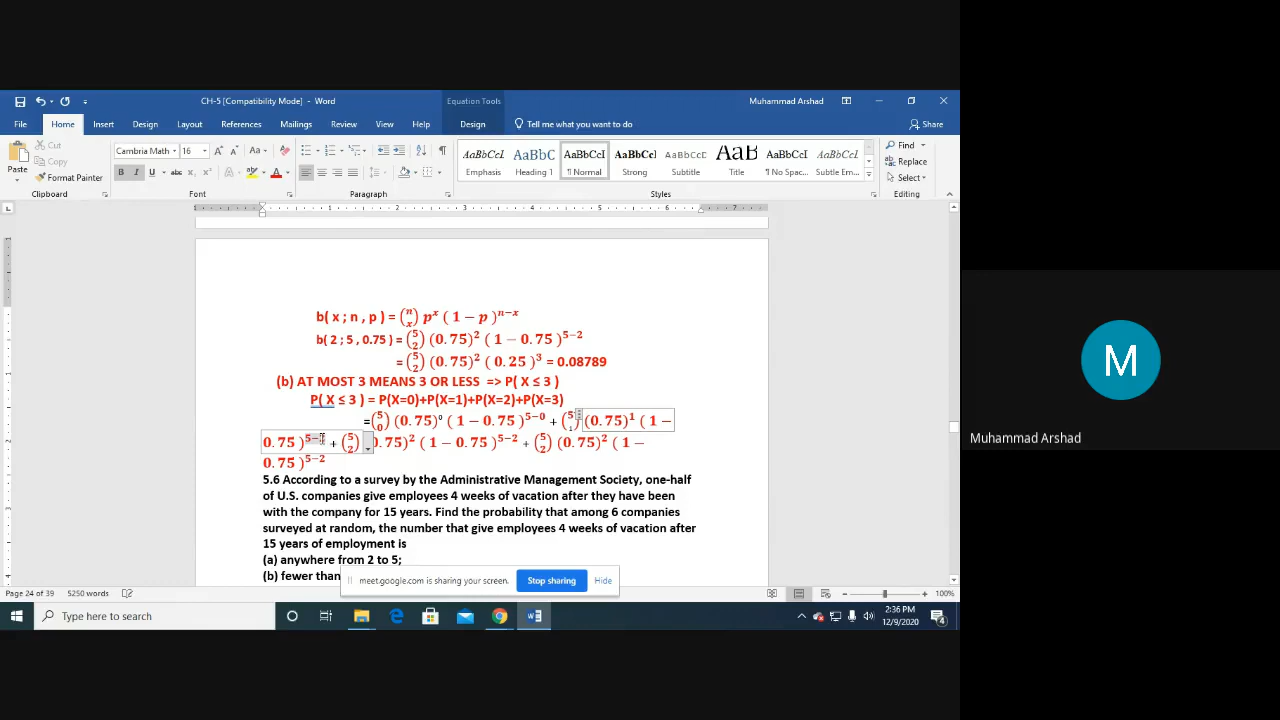 CH-5 [Compatibility Mode] - Word
Equation Tools
Muhammad Arshad
File Home Insert Design Layout References Mailings Review View Help Design Tell me what you want to do Share
Paste
Cut
Copy
Format Painter
Clipboard
Cambria Math 16
Font
Paragraph
AaBbCcI Emphasis
AaBbC Heading 1
AaBbCcI ¶ Normal
AaBbCc Strong
AaBbCcD Subtitle
AaB Title
AaBbCcI ¶ No Spac...
AaBbCcI Subtle Em...
Styles
Find
Replace
Select
Editing
b( x ; n , p ) = (n x) pˣ ( 1 − p )ⁿ⁻ˣ
b( 2 ; 5 , 0.75 ) = (5 2) (0.75)² ( 1 − 0.75 )⁵⁻²
= (5 2) (0.75)² ( 0.25 )³ = 0.08789
(b) AT MOST 3 MEANS 3 OR LESS => P( X ≤ 3 )
P( X ≤ 3 ) = P(X=0)+P(X=1)+P(X=2)+P(X=3)
=(5 0) (0.75)⁰ ( 1 − 0.75 )⁵⁻⁰ + (5 1) (0.75)¹ ( 1 −
0.75 )⁵⁻ + (5 2) 0.75)² ( 1 − 0.75 )⁵⁻² + (5 2) (0.75)² ( 1 −
0.75 )⁵⁻²
5.6 According to a survey by the Administrative Management Society, one-half
of U.S. companies give employees 4 weeks of vacation after they have been
with the company for 15 years. Find the probability that among 6 companies
surveyed at random, the number that give employees 4 weeks of vacation after
15 years of employment is
(a) anywhere from 2 to 5;
(b) fewer than
meet.google.com is sharing your screen. Stop sharing Hide
Page 24 of 39 5250 words 100%
Type here to search
2:36 PM
12/9/2020
4
M
Muhammad Arshad